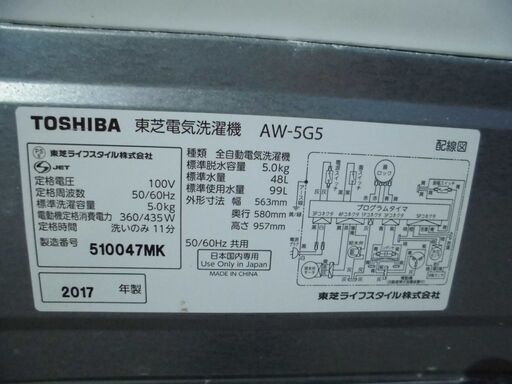 TOSHIBA 東芝電気洗濯機 AW-5G5
東芝ライフスタイル株式会社
S JET
定格電圧 100V
定格周波数 50/60Hz
標準洗濯容量 5.0kg
電動機定格消費電力 360/435W
定格時間 洗いのみ 11分
製造番号 510047MK
2017 年製
種類 全自動電気洗濯機
標準脱水容量 5.0kg
標準水量 48L
標準使用水量 99L
外形寸法 幅 563mm
奥行 580mm
高さ 957mm
50/60Hz 共用
日本国内専用
Use Only in Japan
MADE IN CHINA
配線図
プログラムタイマ
東芝ライフスタイル株式会社